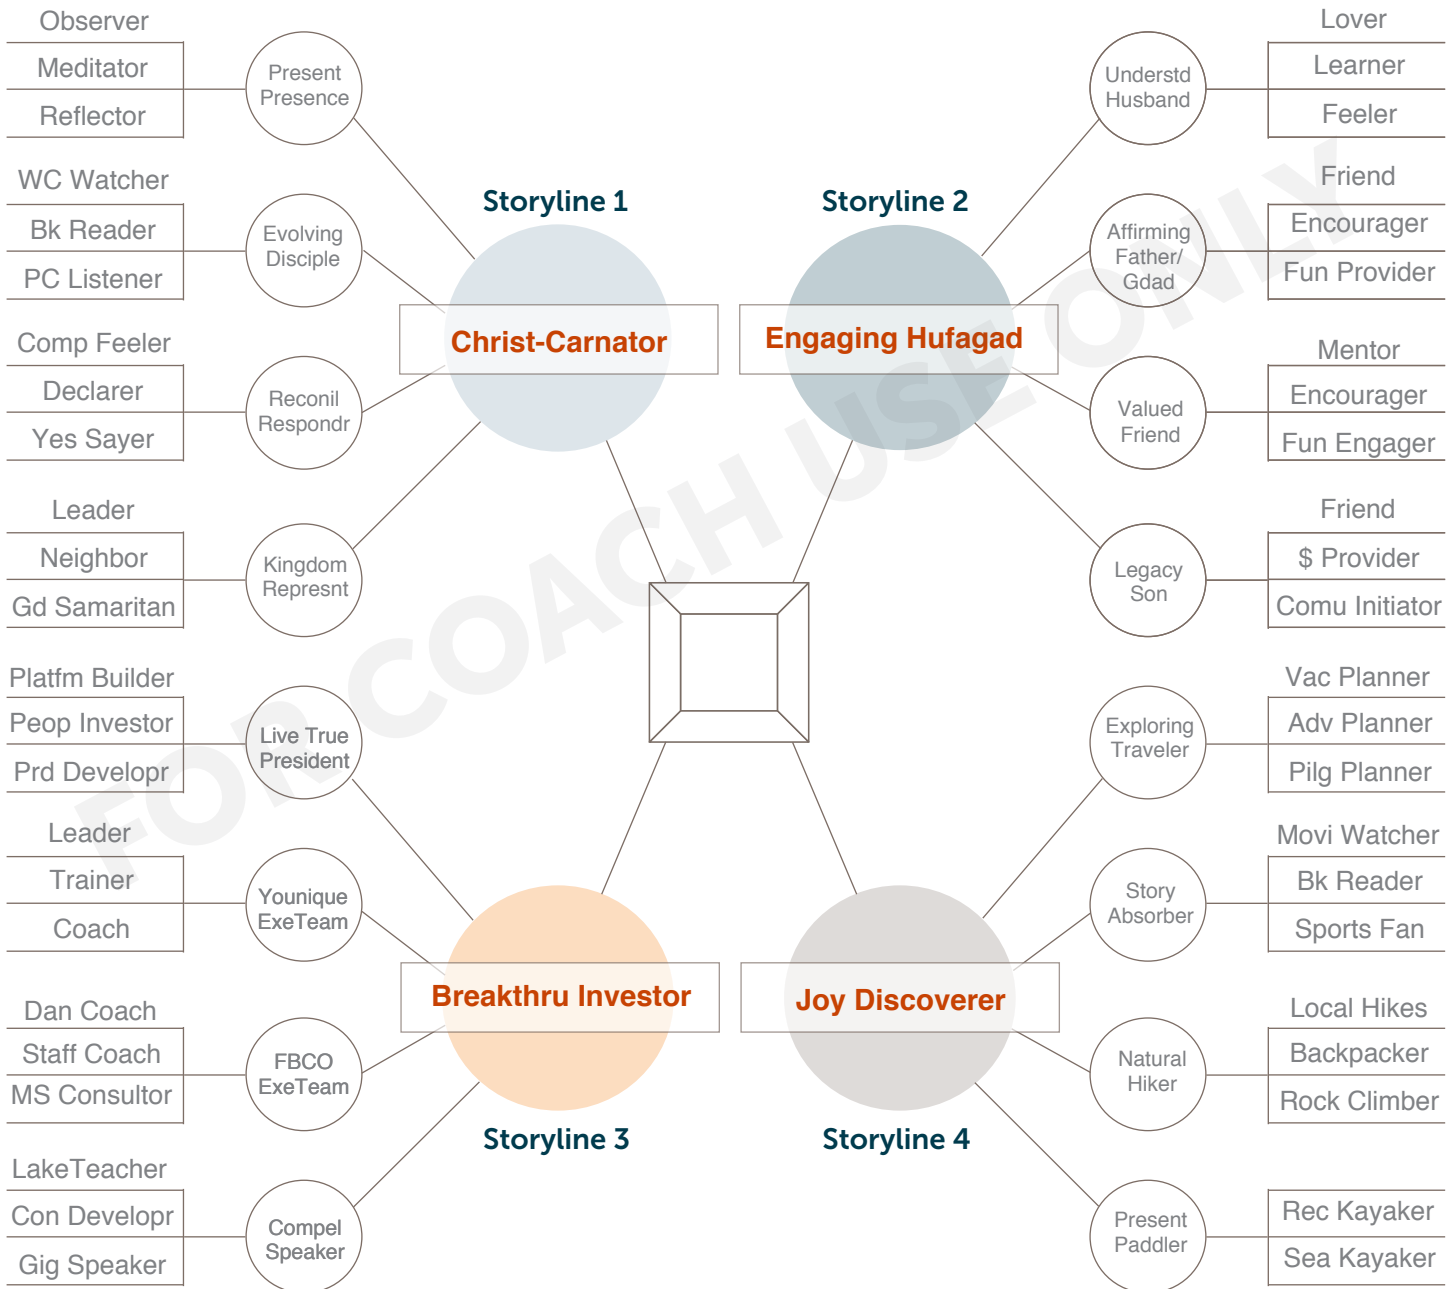 Observer
Meditator
Reflector
Present
Presence
WC Watcher
Bk Reader
PC Listener
Evolving
Disciple
Comp Feeler
Declarer
Yes Sayer
Reconil
Respondr
Leader
Neighbor
Gd Samaritan
Kingdom
Represnt
Storyline 1
Christ-Carnator
Storyline 2
Engaging Hufagad
Understd
Husband
Lover
Learner
Feeler
Affirming
Father/
Gdad
Friend
Encourager
Fun Provider
Valued
Friend
Mentor
Encourager
Fun Engager
Legacy
Son
Friend
$ Provider
Comu Initiator
Platfm Builder
Peop Investor
Prd Developr
Live True
President
Leader
Trainer
Coach
Younique
ExeTeam
Dan Coach
Staff Coach
MS Consultor
FBCO
ExeTeam
LakeTeacher
Con Developr
Gig Speaker
Compel
Speaker
Breakthru Investor
Storyline 3
Joy Discoverer
Storyline 4
Exploring
Traveler
Vac Planner
Adv Planner
Pilg Planner
Story
Absorber
Movi Watcher
Bk Reader
Sports Fan
Natural
Hiker
Local Hikes
Backpacker
Rock Climber
Present
Paddler
Rec Kayaker
Sea Kayaker
FOR COACH USE ONLY